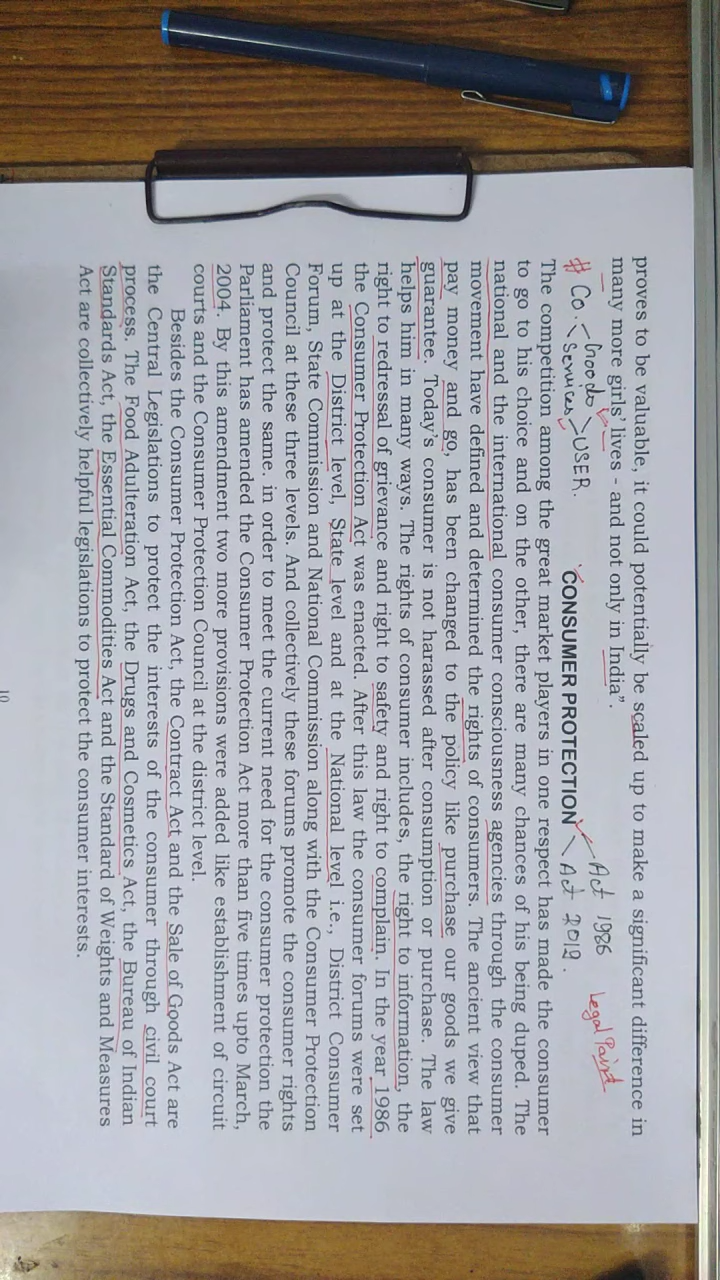 proves to be valuable, it could potentially be scaled up to make a significant difference in
many more girls' lives - and not only in India".
# Co. < Goods > USER.
Services
Act 1986
Legal Point
CONSUMER PROTECTION < Act 2019.
The competition among the great market players in one respect has made the consumer
to go to his choice and on the other, there are many chances of his being duped. The
national and the international consumer consciousness agencies through the consumer
movement have defined and determined the rights of consumers. The ancient view that
pay money and go, has been changed to the policy like purchase our goods we give
guarantee. Today's consumer is not harassed after consumption or purchase. The law
helps him in many ways. The rights of consumer includes, the right to information, the
right to redressal of grievance and right to safety and right to complain. In the year 1986
the Consumer Protection Act was enacted. After this law the consumer forums were set
up at the District level, State level and at the National level i.e., District Consumer
Forum, State Commission and National Commission along with the Consumer Protection
Council at these three levels. And collectively these forums promote the consumer rights
and protect the same. in order to meet the current need for the consumer protection the
Parliament has amended the Consumer Protection Act more than five times upto March,
2004. By this amendment two more provisions were added like establishment of circuit
courts and the Consumer Protection Council at the district level.
Besides the Consumer Protection Act, the Contract Act and the Sale of Goods Act are
the Central Legislations to protect the interests of the consumer through civil court
process. The Food Adulteration Act, the Drugs and Cosmetics Act, the Bureau of Indian
Standards Act, the Essential Commodities Act and the Standard of Weights and Measures
Act are collectively helpful legislations to protect the consumer interests.
10